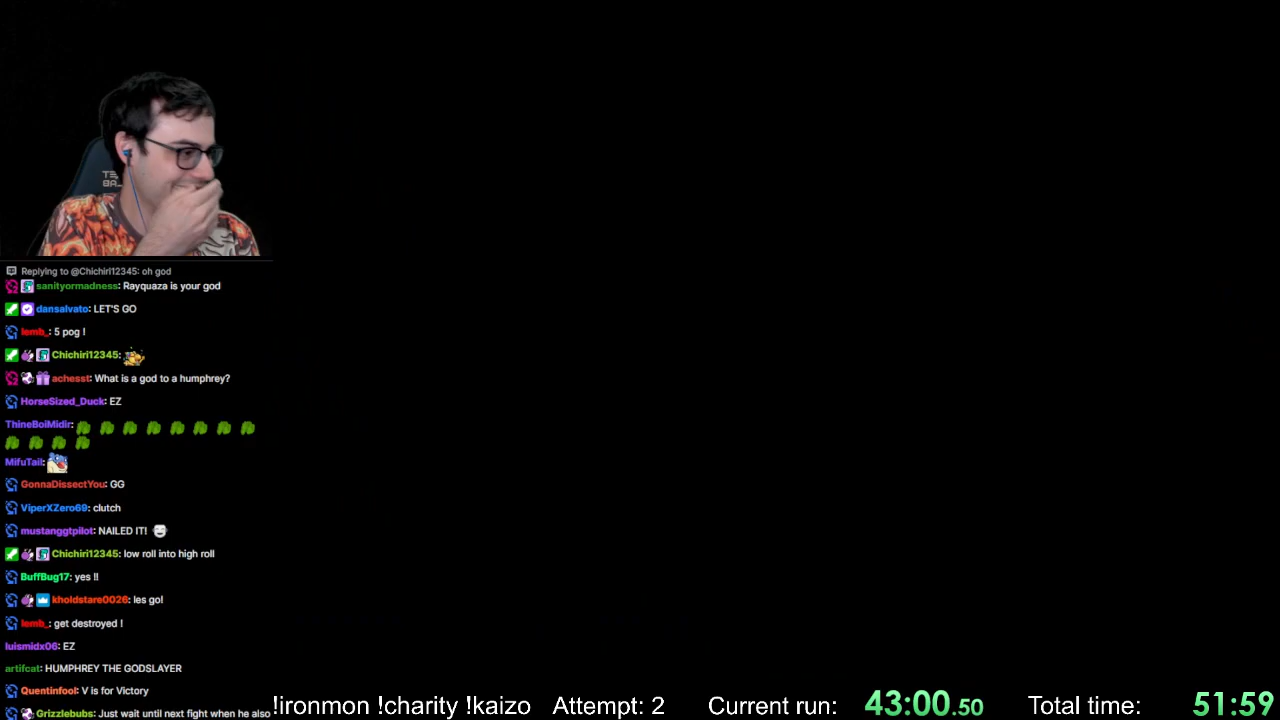 Replying to @Chichiri12345: oh god
sanityormadness: Rayquaza is your god
dansalvato: LET'S GO
lemb_: 5 pog !
Chichiri12345:
achesst: What is a god to a humphrey?
HorseSized_Duck: EZ
ThineBoiMidir:
MifuTail:
GonnaDissectYou: GG
ViperXZero69: clutch
mustanggtpilot: NAILED IT!
Chichiri12345: low roll into high roll
BuffBug17: yes !!
kholdstare0026: les go!
lemb_: get destroyed !
luismidx06: EZ
artifcat: HUMPHREY THE GODSLAYER
Quentinfool: V is for Victory
Grizzlebubs: Just wait until next fight when he also
!ironmon !charity !kaizo Attempt: 2 Current run: 43:00.50 Total time: 51:59